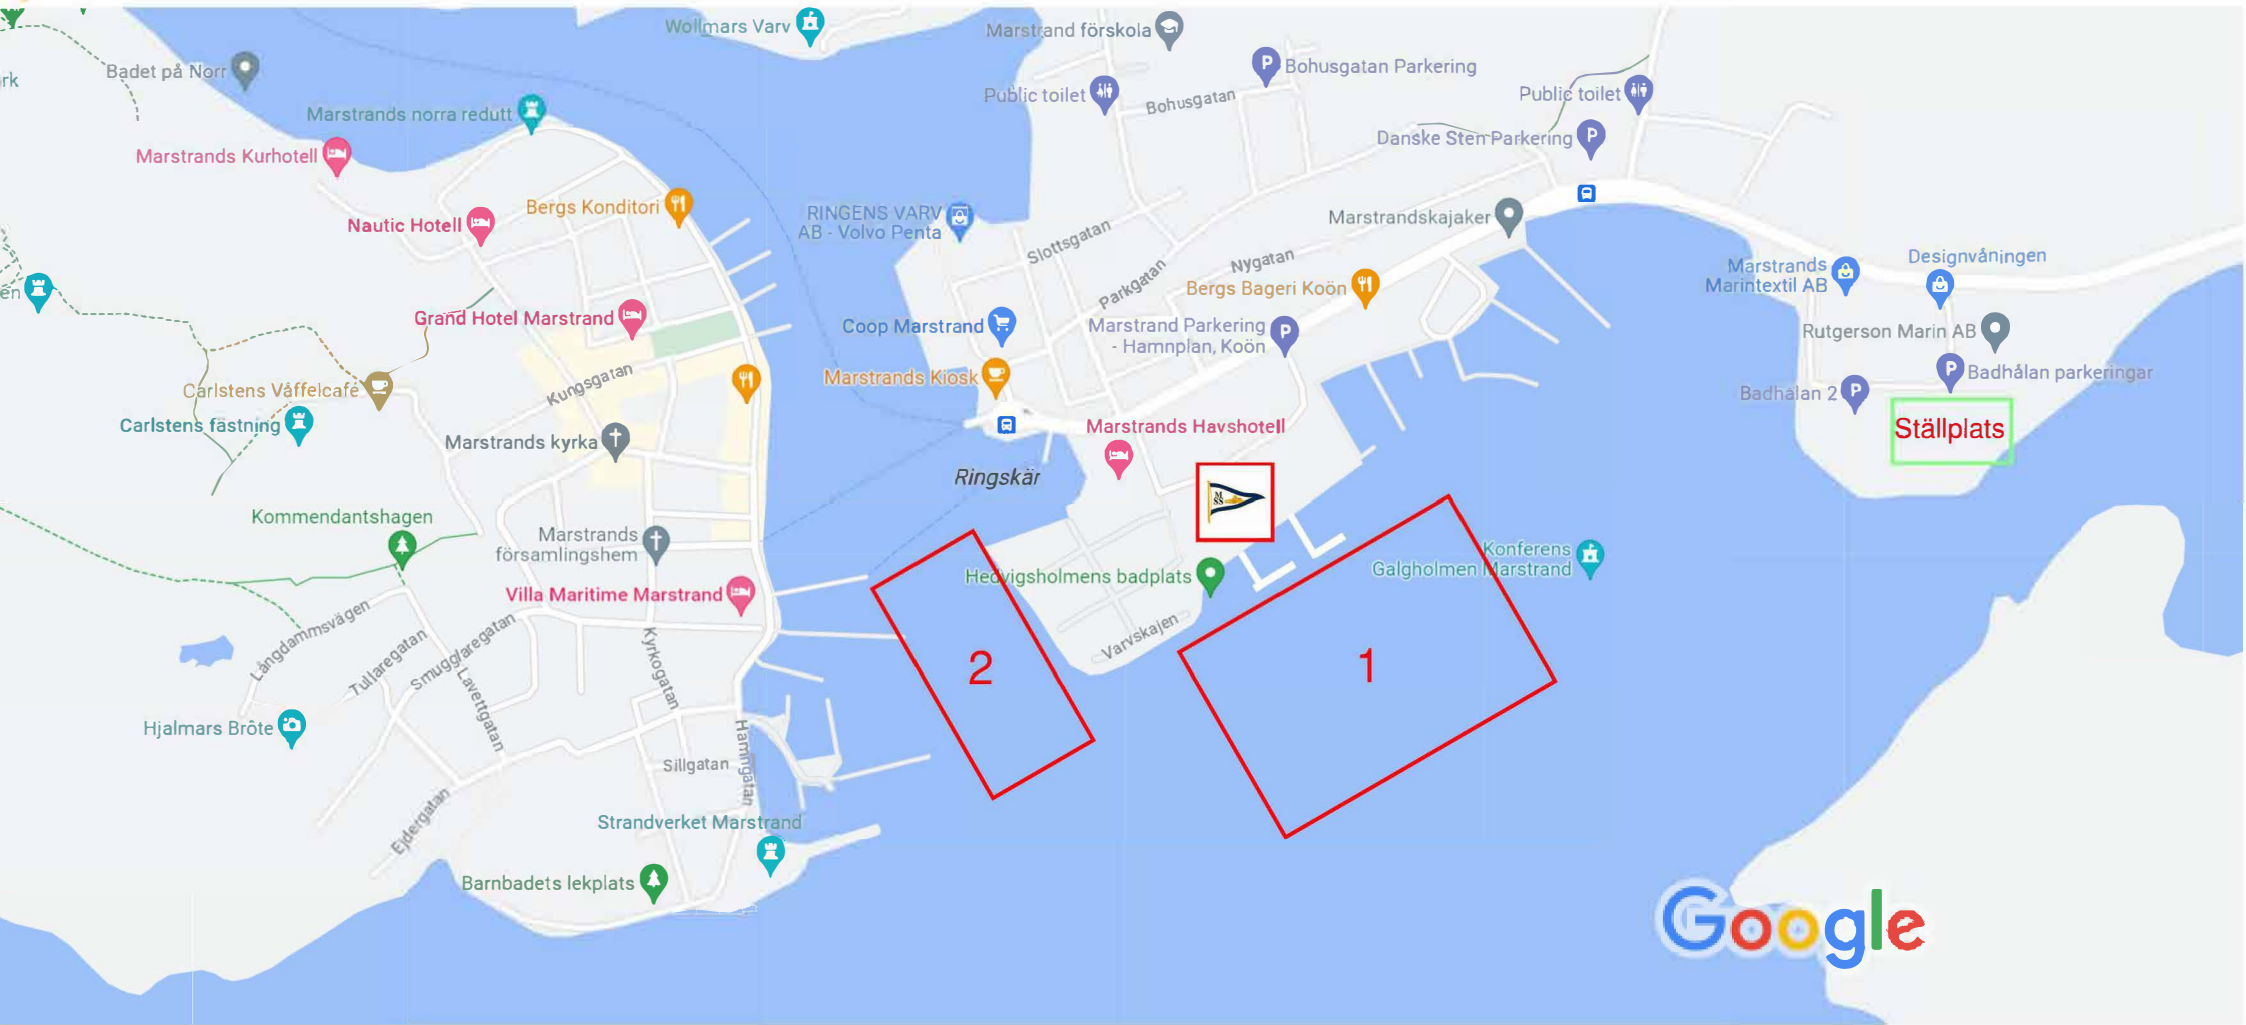 Wollmars Varv
Marstrand förskola
Badet på Norr
rk
Bohusgatan Parkering
Public toilet
Bohusgatan
Public toilet
Marstrands norra redutt
Danske Sten Parkering
Marstrands Kurhotell
Bergs Konditori
RINGENS VARV
AB - Volvo Penta
Marstrandskajaker
Nautic Hotell
Slottsgatan
Nygatan
Parkgatan
Designvåningen
Marstrands
Marintextil AB
en
Bergs Bageri Koön
Grand Hotel Marstrand
Coop Marstrand
Marstrand Parkering
- Hamnplan, Koön
Rutgerson Marin AB
Kungsgatan
Marstrands Kiosk
Badhålan parkeringar
Carlstens Våffelcafé
Badhålan 2
Carlstens fästning
Marstrands Havshotell
Ställplats
Marstrands kyrka
Ringskär
M
SS
Kommendantshagen
Marstrands
församlingshem
Konferens
Galgholmen Marstrand
Hedvigsholmens badplats
Villa Maritime Marstrand
Långdammsvägen
Tullaregatan
Smugglaregatan
Lavettgatan
Kyrkogatan
Varvskajen
2
1
Hjalmars Bröte
Hamngatan
Sillgatan
Ejdergatan
Strandverket Marstrand
Barnbadets lekplats
Google